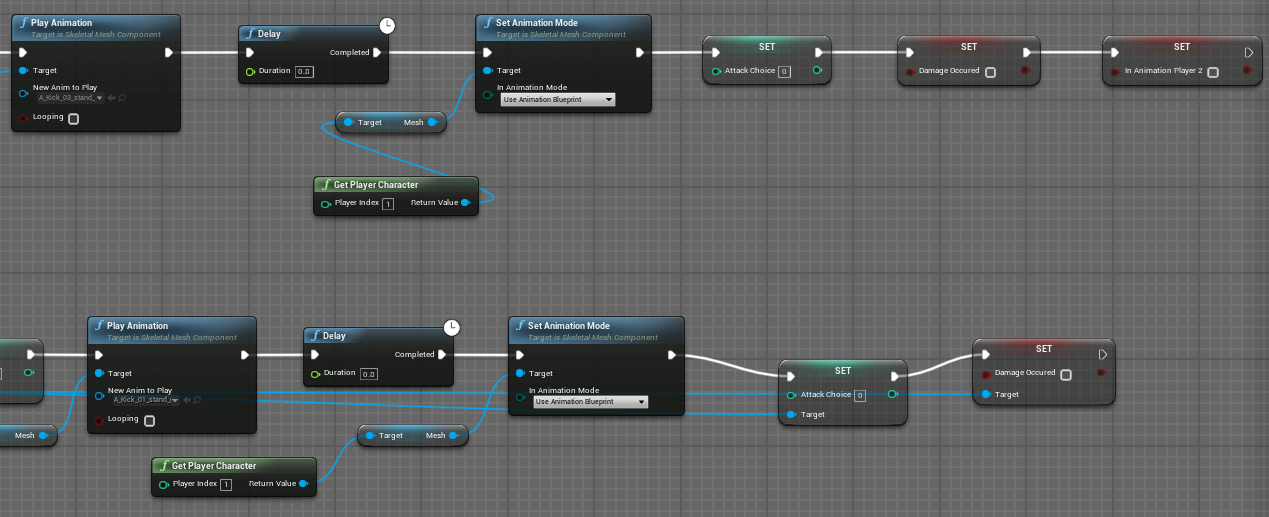 Play Animation
Target is Skeletal Mesh Component
Target
New Anim to Play
A_Kick_03_stand_
Looping
Delay
Completed
Duration 0.0
Set Animation Mode
Target is Skeletal Mesh Component
Target
In Animation Mode
Use Animation Blueprint
SET
Attack Choice 0
SET
Damage Occured
SET
In Animation Player 2
Target Mesh
Get Player Character
Player Index 1 Return Value
Play Animation
Target is Skeletal Mesh Component
Target
New Anim to Play
A_Kick_01_stand_
Looping
Delay
Completed
Duration 0.0
Set Animation Mode
Target is Skeletal Mesh Component
Target
In Animation Mode
Use Animation Blueprint
SET
Attack Choice 0
Target
SET
Damage Occured
Target
Mesh
Target Mesh
Get Player Character
Player Index 1 Return Value